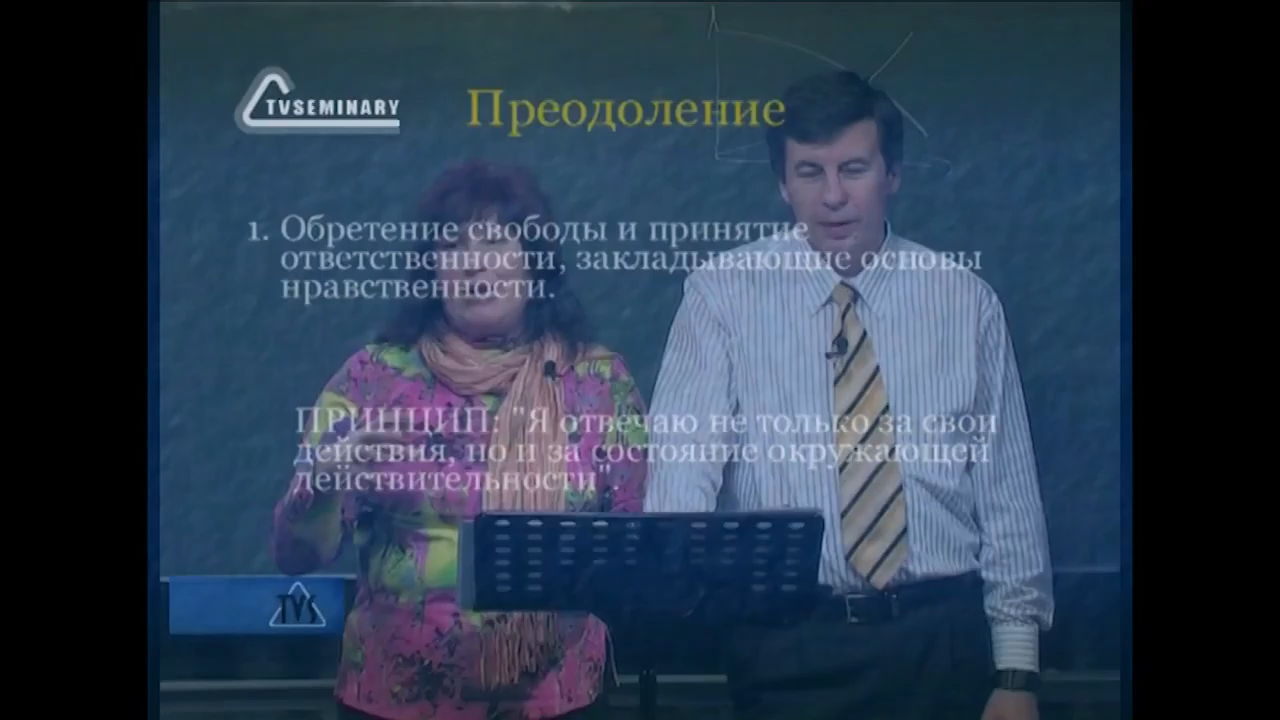 TVSEMINARY
Преодоление
1. Обретение свободы и принятие
ответственности, закладывающие основы
нравственности.
ПРИНЦИП: "Я отвечаю не только за свои
действия, но и за состояние окружающей
действительности".
TVS